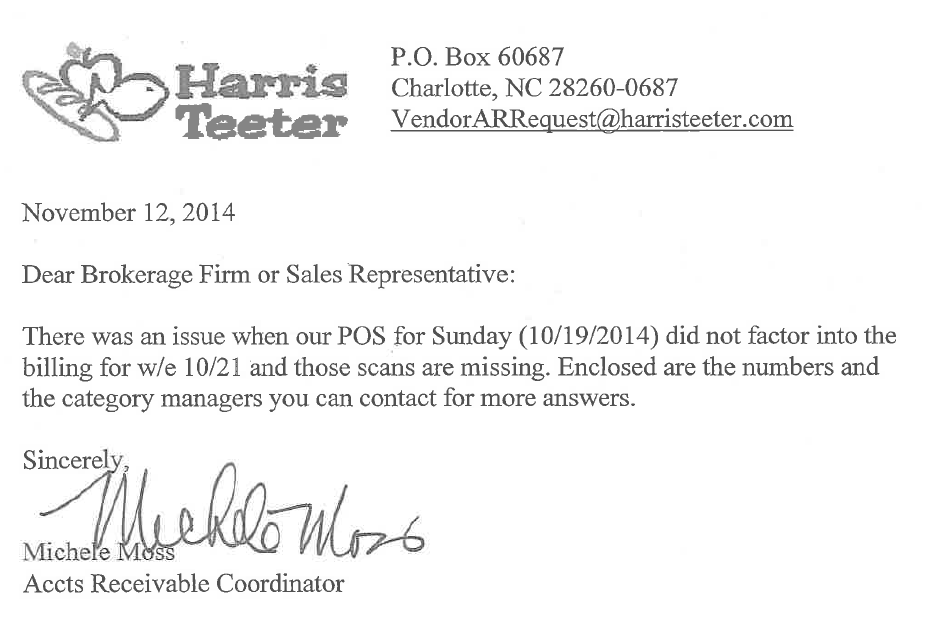 Harris
Teeter
P.O. Box 60687
Charlotte, NC 28260-0687
VendorARRequest@harristeeter.com
November 12, 2014
Dear Brokerage Firm or Sales Representative:
There was an issue when our POS for Sunday (10/19/2014) did not factor into the
billing for w/e 10/21 and those scans are missing. Enclosed are the numbers and
the category managers you can contact for more answers.
Sincerely,
Michele Moss
Michele Moss
Accts Receivable Coordinator